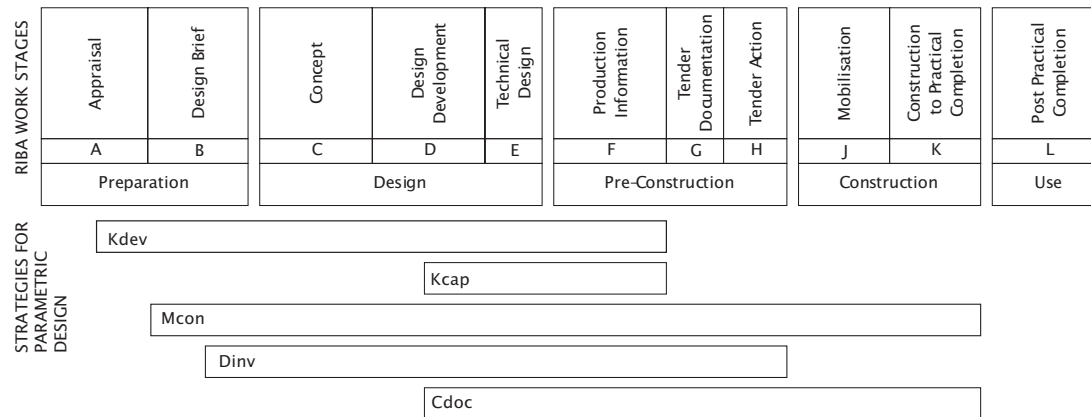 RIBA WORK STAGES
Appraisal
Design Brief
Concept
Design
Development
Technical
Design
Production
Information
Tender
Documentation
Tender Action
Mobilisation
Construction
to Practical
Completion
Post Practical
Completion
A
B
C
D
E
F
G
H
J
K
L
Preparation
Design
Pre-Construction
Construction
Use
STRATEGIES FOR
PARAMETRIC
DESIGN
Kdev
Kcap
Mcon
Dinv
Cdoc